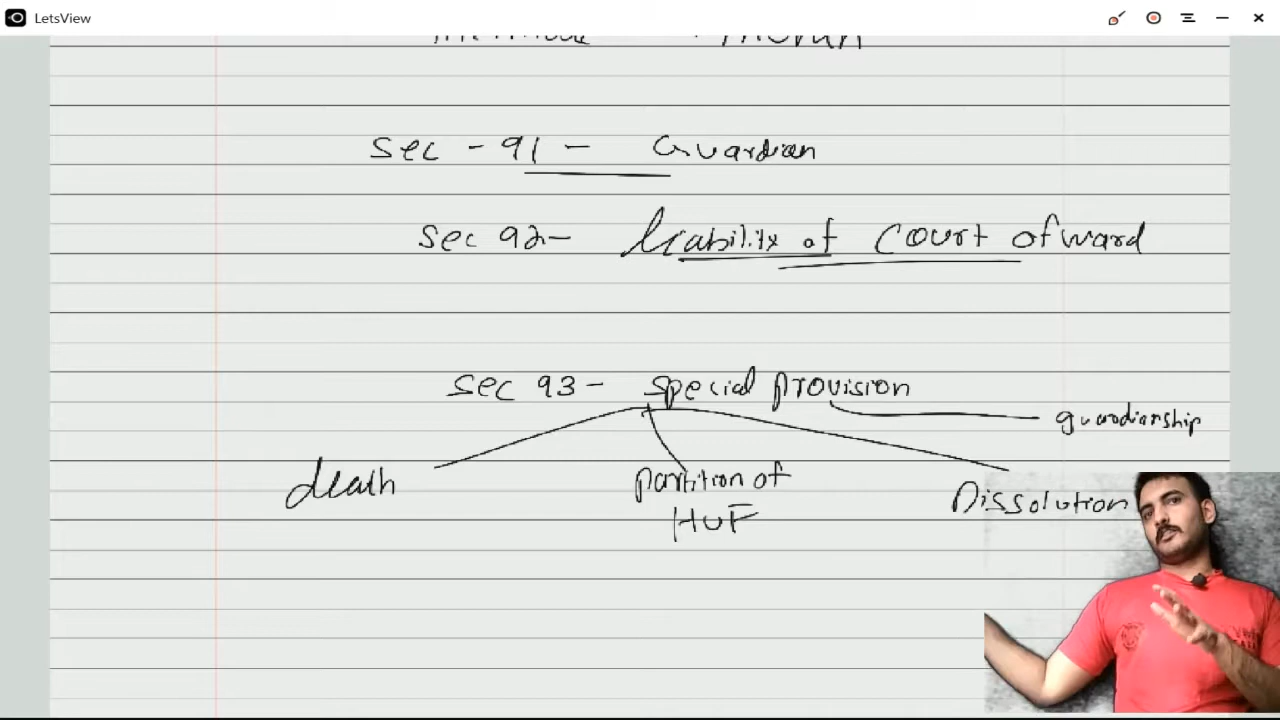 LetsView
sec - 91 - Guardian
sec 92- liability of court of ward
sec 93 - special provision
guardianship
death
partition of
HUF
Dissolution